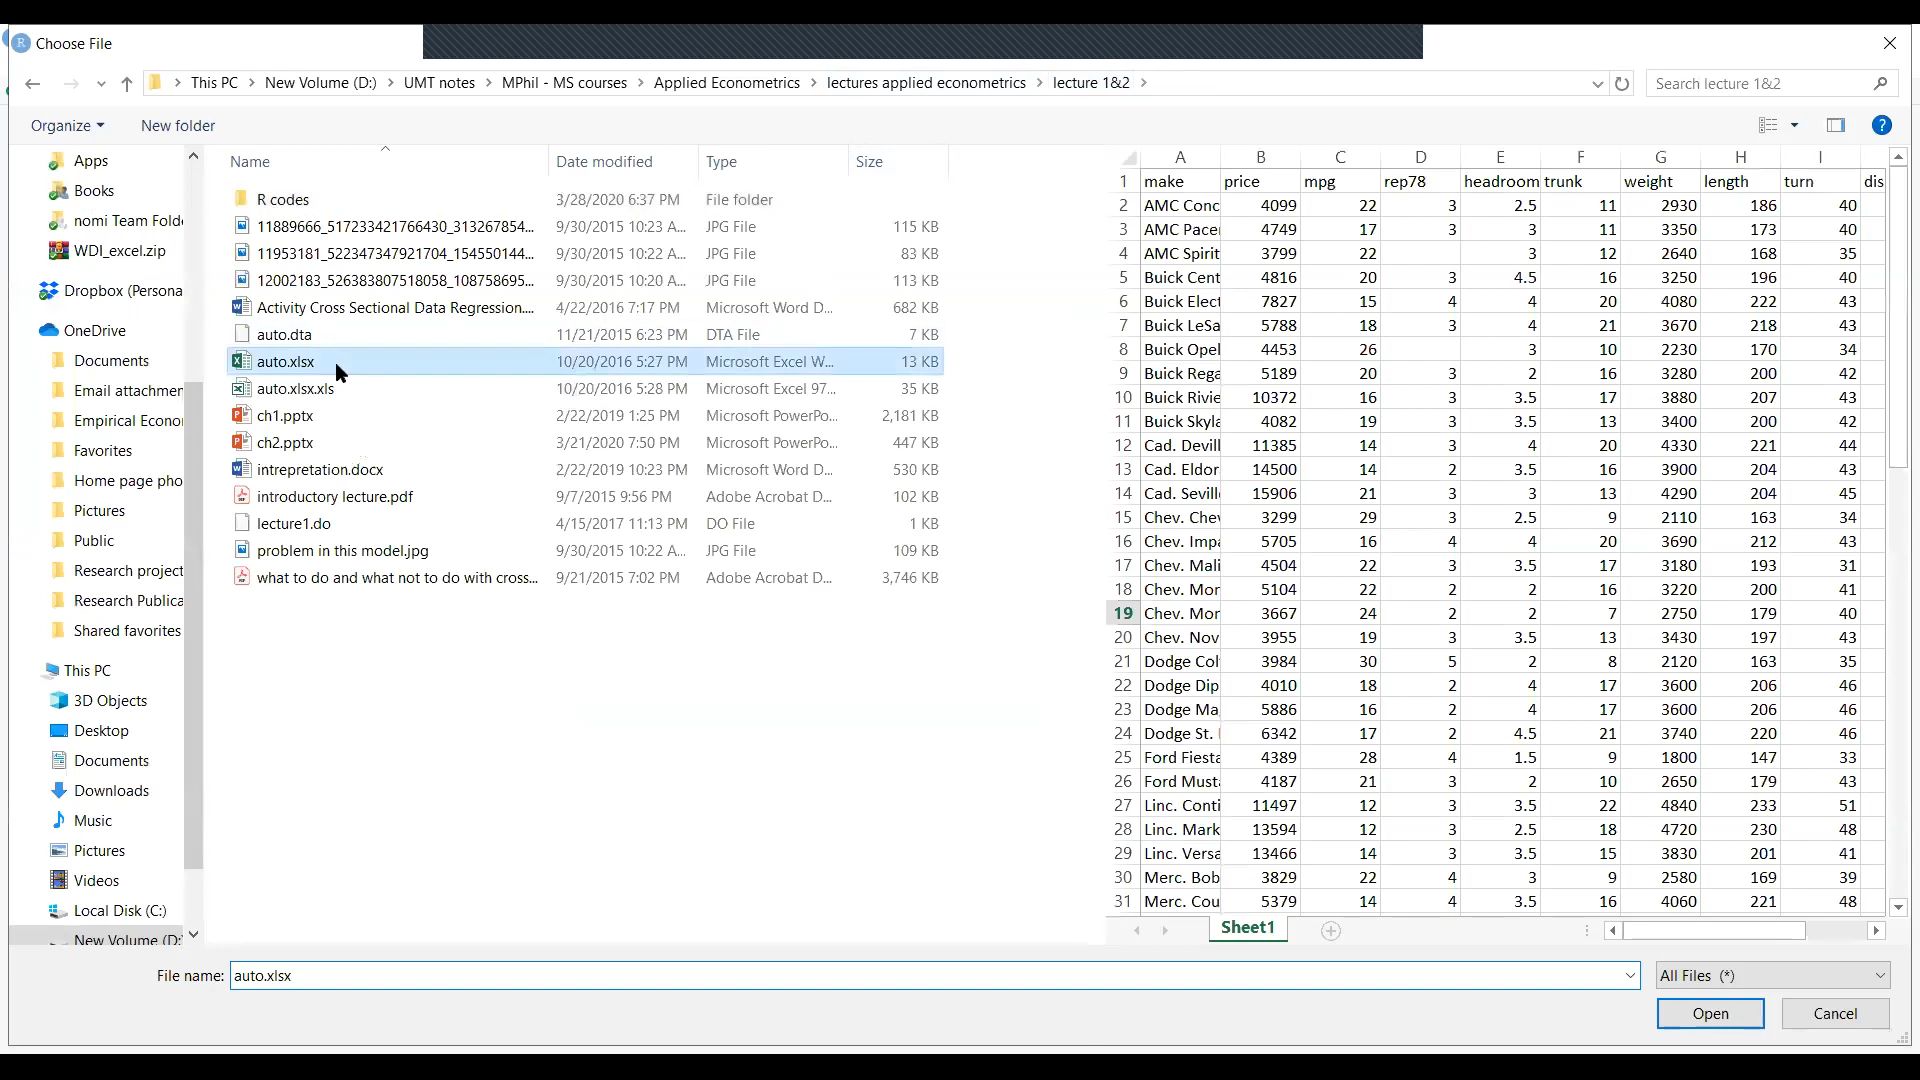 Choose File
This PC > New Volume (D:) > UMT notes > MPhil - MS courses > Applied Econometrics > lectures applied econometrics > lecture 1&2 >
Search lecture 1&2
Organize
New folder
Apps
Books
nomi Team Folde
WDI_excel.zip
Dropbox (Persona
OneDrive
Documents
Email attachmen
Empirical Econo
Favorites
Home page pho
Pictures
Public
Research project
Research Publica
Shared favorites
This PC
3D Objects
Desktop
Documents
Downloads
Music
Pictures
Videos
Local Disk (C:)
New Volume (D:
Name Date modified Type Size
R codes 3/28/2020 6:37 PM File folder
11889666_517233421766430_313267854... 9/30/2015 10:23 A... JPG File 115 KB
11953181_522347347921704_154550144... 9/30/2015 10:22 A... JPG File 83 KB
12002183_526383807518058_108758695... 9/30/2015 10:20 A... JPG File 113 KB
Activity Cross Sectional Data Regression.... 4/22/2016 7:17 PM Microsoft Word D... 682 KB
auto.dta 11/21/2015 6:23 PM DTA File 7 KB
auto.xlsx 10/20/2016 5:27 PM Microsoft Excel W... 13 KB
auto.xlsx.xls 10/20/2016 5:28 PM Microsoft Excel 97... 35 KB
ch1.pptx 2/22/2019 1:25 PM Microsoft PowerPo... 2,181 KB
ch2.pptx 3/21/2020 7:50 PM Microsoft PowerPo... 447 KB
intrepretation.docx 2/22/2019 10:23 PM Microsoft Word D... 530 KB
introductory lecture.pdf 9/7/2015 9:56 PM Adobe Acrobat D... 102 KB
lecture1.do 4/15/2017 11:13 PM DO File 1 KB
problem in this model.jpg 9/30/2015 10:22 A... JPG File 109 KB
what to do and what not to do with cross... 9/21/2015 7:02 PM Adobe Acrobat D... 3,746 KB
A B C D E F G H I
1 make price mpg rep78 headroom trunk weight length turn dis
2 AMC Conc 4099 22 3 2.5 11 2930 186 40
3 AMC Pacer 4749 17 3 3 11 3350 173 40
4 AMC Spirit 3799 22 3 12 2640 168 35
5 Buick Cent 4816 20 3 4.5 16 3250 196 40
6 Buick Elect 7827 15 4 4 20 4080 222 43
7 Buick LeSa 5788 18 3 4 21 3670 218 43
8 Buick Opel 4453 26 3 10 2230 170 34
9 Buick Rega 5189 20 3 2 16 3280 200 42
10 Buick Rivie 10372 16 3 3.5 17 3880 207 43
11 Buick Skyla 4082 19 3 3.5 13 3400 200 42
12 Cad. Devill 11385 14 3 4 20 4330 221 44
13 Cad. Eldor 14500 14 2 3.5 16 3900 204 43
14 Cad. Seville 15906 21 3 3 13 4290 204 45
15 Chev. Chev 3299 29 3 2.5 9 2110 163 34
16 Chev. Impa 5705 16 4 4 20 3690 212 43
17 Chev. Mali 4504 22 3 3.5 17 3180 193 31
18 Chev. Mon 5104 22 2 2 16 3220 200 41
19 Chev. Mon 3667 24 2 2 7 2750 179 40
20 Chev. Nov 3955 19 3 3.5 13 3430 197 43
21 Dodge Col 3984 30 5 2 8 2120 163 35
22 Dodge Dip 4010 18 2 4 17 3600 206 46
23 Dodge Ma 5886 16 2 4 17 3600 206 46
24 Dodge St. 6342 17 2 4.5 21 3740 220 46
25 Ford Fiesta 4389 28 4 1.5 9 1800 147 33
26 Ford Musta 4187 21 3 2 10 2650 179 43
27 Linc. Conti 11497 12 3 3.5 22 4840 233 51
28 Linc. Mark 13594 12 3 2.5 18 4720 230 48
29 Linc. Versa 13466 14 3 3.5 15 3830 201 41
30 Merc. Bob 3829 22 4 3 9 2580 169 39
31 Merc. Cou 5379 14 4 3.5 16 4060 221 48
Sheet1
File name: auto.xlsx
All Files (*)
Open
Cancel